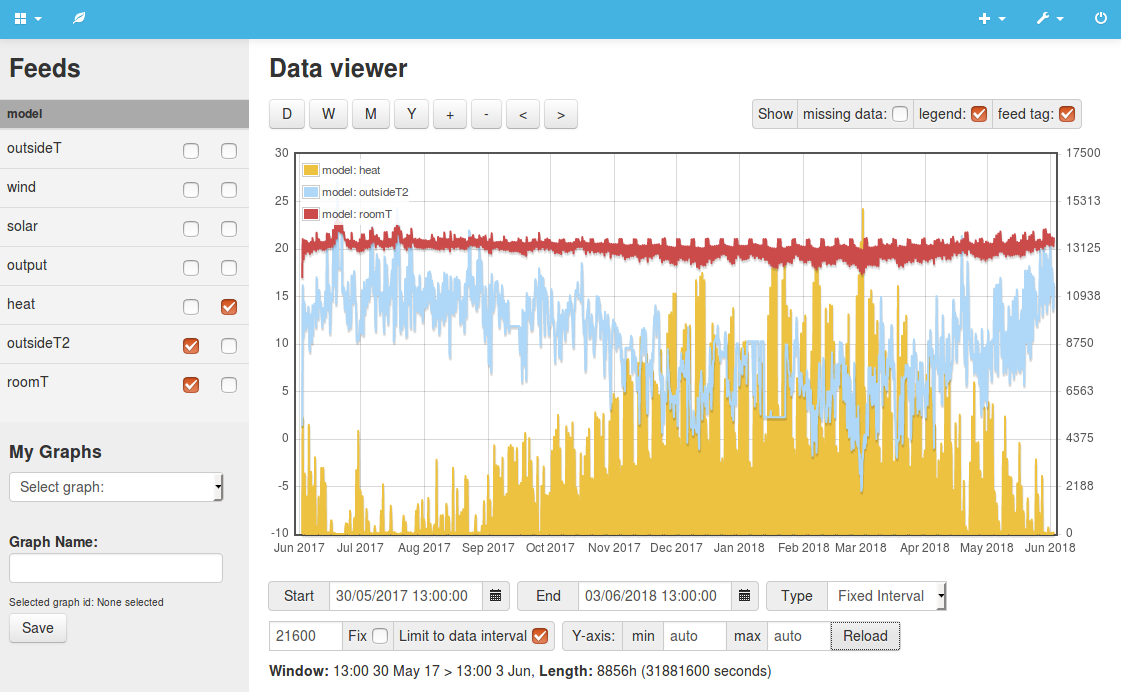 Feeds
model
outsideT
wind
solar
output
heat
outsideT2
roomT
My Graphs
Select graph:
Graph Name:
Selected graph id: None selected
Save
Data viewer
D W M Y + - < >
Show missing data: legend: feed tag:
30 17500
25 15313
20 13125
15 10938
10 8750
5 6563
0 4375
-5 2188
-10 0
model: heat
model: outsideT2
model: roomT
Jun 2017 Jul 2017 Aug 2017 Sep 2017 Oct 2017 Nov 2017 Dec 2017 Jan 2018 Feb 2018 Mar 2018 Apr 2018 May 2018 Jun 2018
Start 30/05/2017 13:00:00 End 03/06/2018 13:00:00 Type Fixed Interval
21600 Fix Limit to data interval Y-axis: min auto max auto Reload
Window: 13:00 30 May 17 > 13:00 3 Jun, Length: 8856h (31881600 seconds)